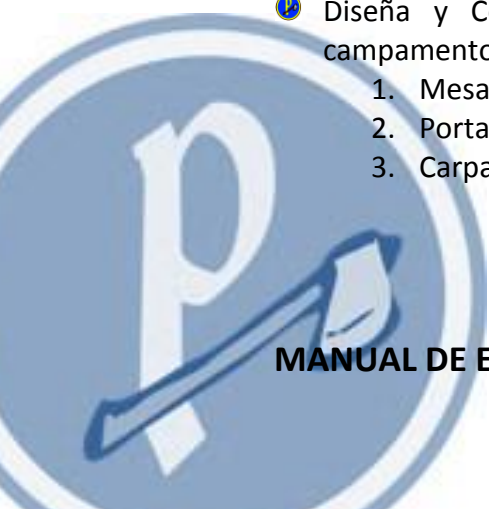 Diseña y C
campamento
1. Mesa
2. Porta
3. Carpa
P
MANUAL DE E